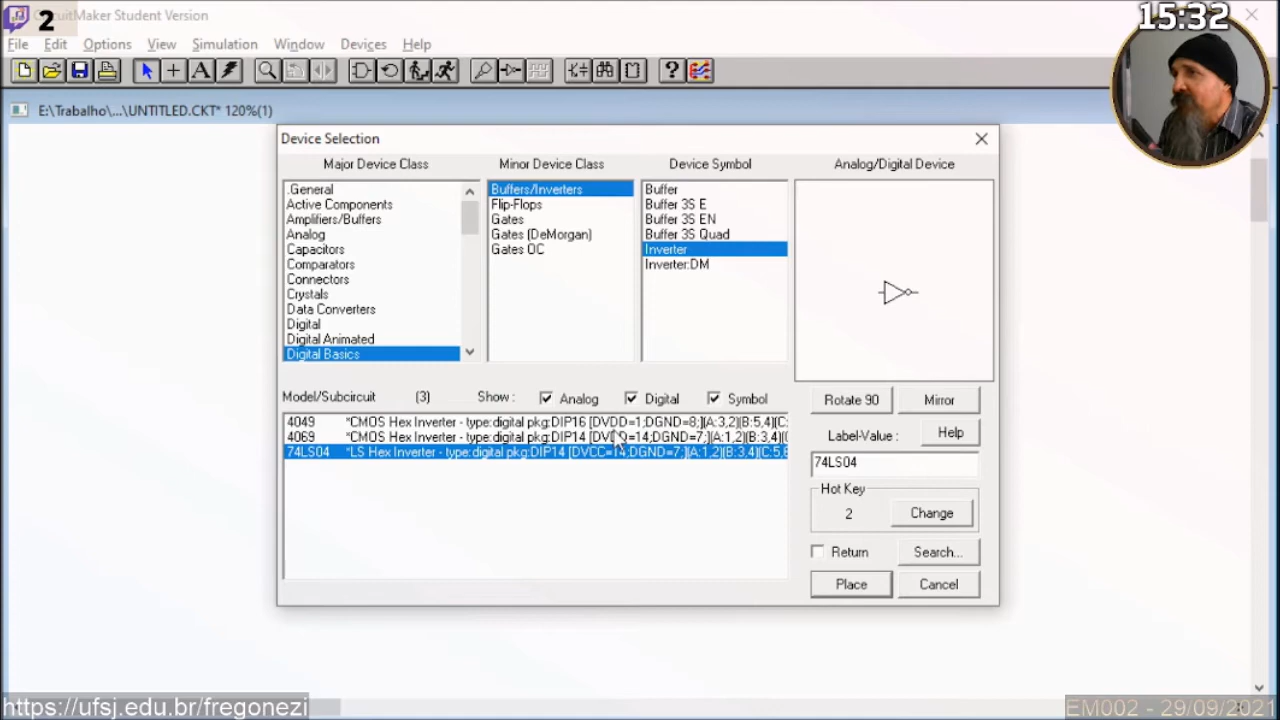 2
CircuitMaker Student Version
15:32
File Edit Options View Simulation Window Devices Help
E:\Trabalho\...\UNTITLED.CKT* 120%(1)
Device Selection
Major Device Class
Minor Device Class
Device Symbol
Analog/Digital Device
.General
Active Components
Amplifiers/Buffers
Analog
Capacitors
Comparators
Connectors
Crystals
Data Converters
Digital
Digital Animated
Digital Basics
Buffers/Inverters
Flip-Flops
Gates
Gates (DeMorgan)
Gates OC
Buffer
Buffer 3S E
Buffer 3S EN
Buffer 3S Quad
Inverter
Inverter:DM
Model/Subcircuit (3) Show : Analog Digital Symbol
4049 *CMOS Hex Inverter - type:digital pkg:DIP16 [DVDD=1;DGND=8;](A:3,2)(B:5,4)(C:
4069 *CMOS Hex Inverter - type:digital pkg:DIP14 [DVDD=14;DGND=7;](A:1,2)(B:3,4)(
74LS04 *LS Hex Inverter - type:digital pkg:DIP14 [DVCC=14;DGND=7;](A:1,2)(B:3,4)(C:5,6
Rotate 90
Mirror
Label-Value :
Help
74LS04
Hot Key
2
Change
Return
Search...
Place
Cancel
https://ufsj.edu.br/fregonezi
EM002 - 29/09/2021